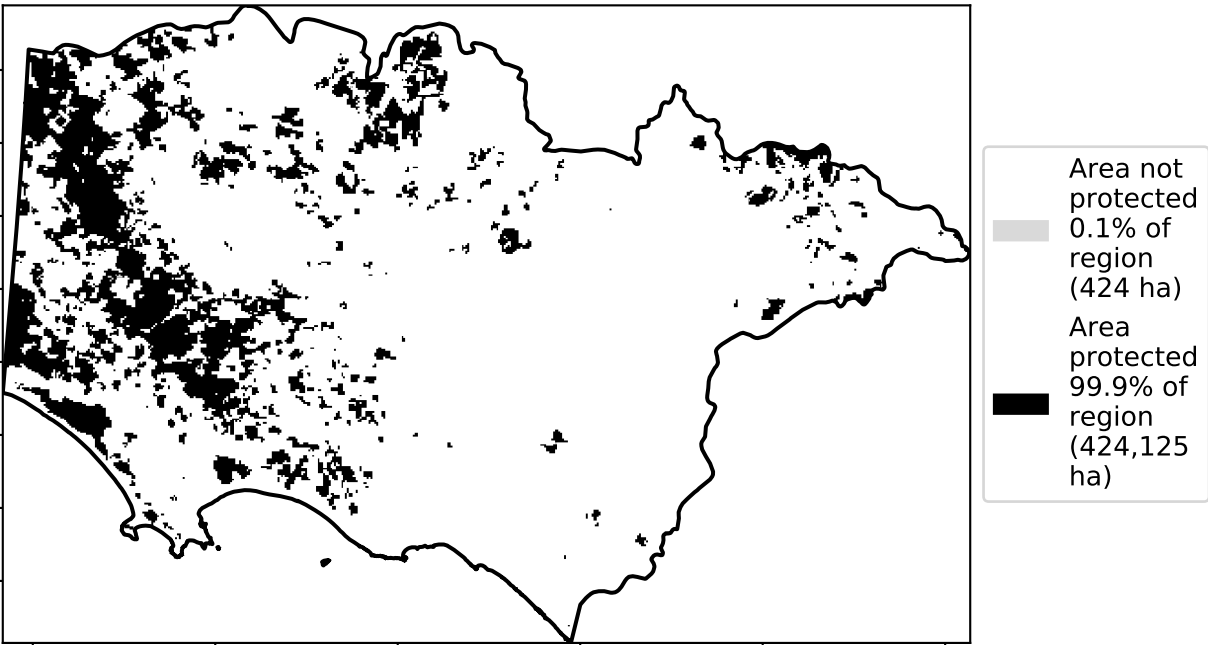 Area not
protected
0.1% of
region
(424 ha)
Area
protected
99.9% of
region
(424,125
ha)